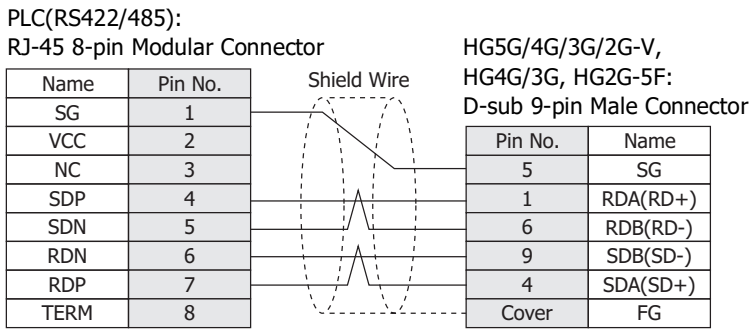 PLC(RS422/485):
RJ-45 8-pin Modular Connector
HG5G/4G/3G/2G-V,
HG4G/3G, HG2G-5F:
D-sub 9-pin Male Connector
Shield Wire
Name Pin No.
SG 1
VCC 2
NC 3
SDP 4
SDN 5
RDN 6
RDP 7
TERM 8
Pin No. Name
5 SG
1 RDA(RD+)
6 RDB(RD-)
9 SDB(SD-)
4 SDA(SD+)
Cover FG